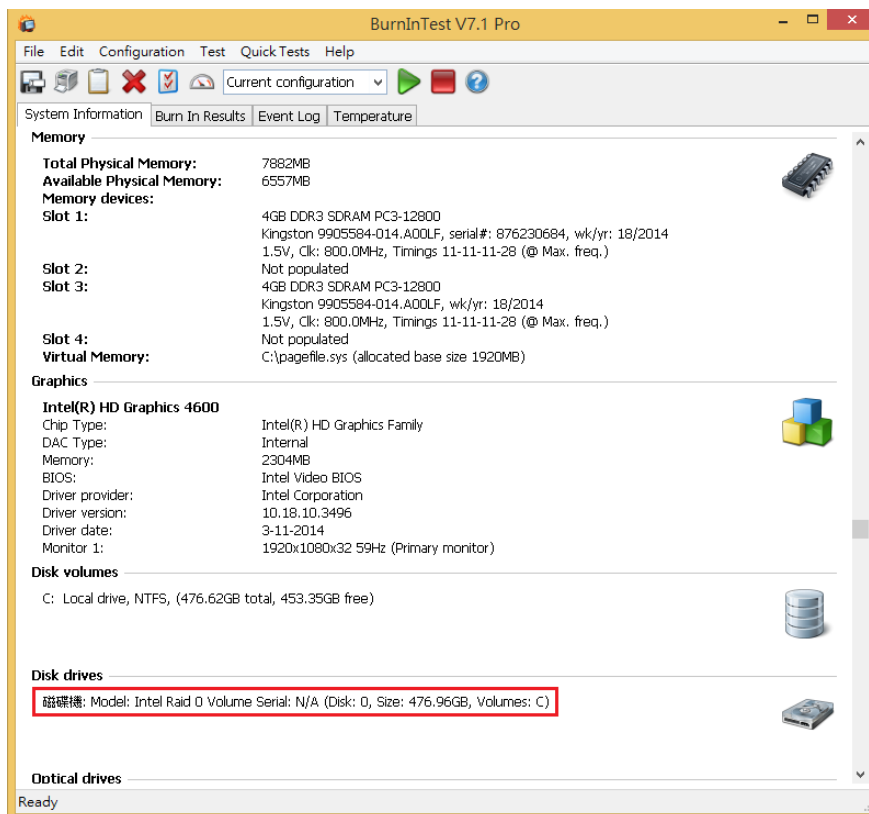 BurnInTest V7.1 Pro
File Edit Configuration Test Quick Tests Help
Current configuration
System Information Burn In Results Event Log Temperature
Memory
Total Physical Memory: 7882MB
Available Physical Memory: 6557MB
Memory devices:
Slot 1: 4GB DDR3 SDRAM PC3-12800
Kingston 9905584-014.A00LF, serial#: 876230684, wk/yr: 18/2014
1.5V, Clk: 800.0MHz, Timings 11-11-11-28 (@ Max. freq.)
Slot 2: Not populated
Slot 3: 4GB DDR3 SDRAM PC3-12800
Kingston 9905584-014.A00LF, wk/yr: 18/2014
1.5V, Clk: 800.0MHz, Timings 11-11-11-28 (@ Max. freq.)
Slot 4: Not populated
Virtual Memory: C:\pagefile.sys (allocated base size 1920MB)
Graphics
Intel(R) HD Graphics 4600
Chip Type: Intel(R) HD Graphics Family
DAC Type: Internal
Memory: 2304MB
BIOS: Intel Video BIOS
Driver provider: Intel Corporation
Driver version: 10.18.10.3496
Driver date: 3-11-2014
Monitor 1: 1920x1080x32 59Hz (Primary monitor)
Disk volumes
C: Local drive, NTFS, (476.62GB total, 453.35GB free)
Disk drives
磁碟機: Model: Intel Raid 0 Volume Serial: N/A (Disk: 0, Size: 476.96GB, Volumes: C)
Optical drives
Ready